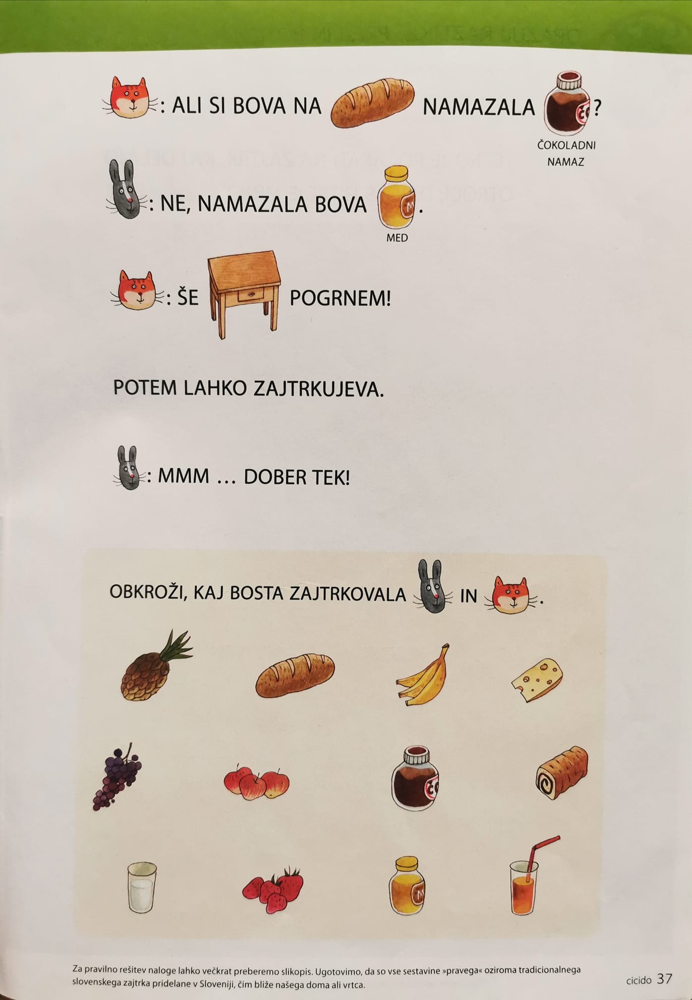 : ALI SI BOVA NA NAMAZALA ?
ČOKOLADNI
NAMAZ
: NE, NAMAZALA BOVA .
MED
: ŠE POGRNEM!
POTEM LAHKO ZAJTRKUJEVA.
: MMM ... DOBER TEK!
OBKROŽI, KAJ BOSTA ZAJTRKOVALA IN .
Za pravilno rešitev naloge lahko večkrat preberemo slikopis. Ugotovimo, da so vse sestavine »pravega« oziroma tradicionalnega
slovenskega zajtrka pridelane v Sloveniji, čim bliže našega doma ali vrtca.
cicido 37